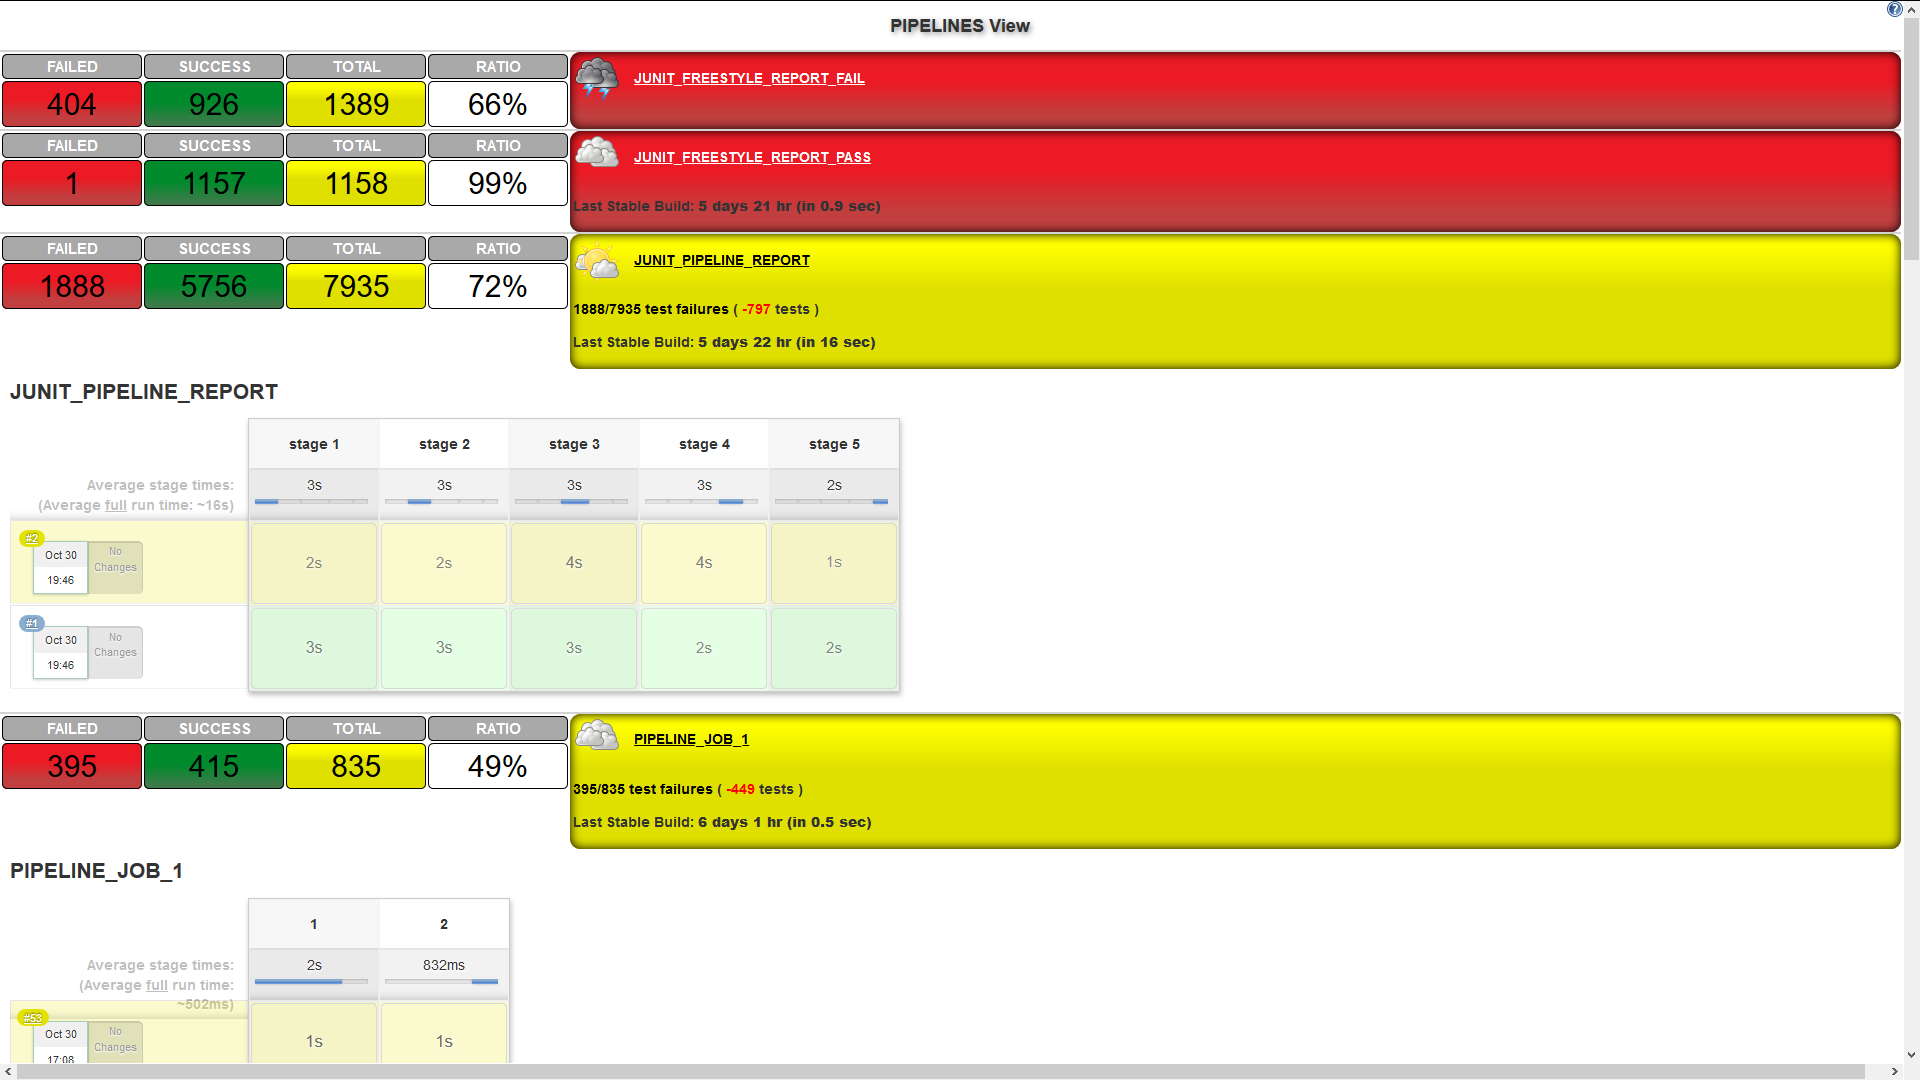 PIPELINES View
FAILED SUCCESS TOTAL RATIO
404 926 1389 66%
JUNIT_FREESTYLE_REPORT_FAIL
FAILED SUCCESS TOTAL RATIO
1 1157 1158 99%
JUNIT_FREESTYLE_REPORT_PASS
Last Stable Build: 5 days 21 hr (in 0.9 sec)
FAILED SUCCESS TOTAL RATIO
1888 5756 7935 72%
JUNIT_PIPELINE_REPORT
1888/7935 test failures ( -797 tests )
Last Stable Build: 5 days 22 hr (in 16 sec)
JUNIT_PIPELINE_REPORT
stage 1 stage 2 stage 3 stage 4 stage 5
Average stage times: 3s 3s 3s 3s 2s
(Average full run time: ~16s)
#2
Oct 30 No
Changes
19:46
2s 2s 4s 4s 1s
#1
Oct 30 No
Changes
19:46
3s 3s 3s 2s 2s
FAILED SUCCESS TOTAL RATIO
395 415 835 49%
PIPELINE_JOB_1
395/835 test failures ( -449 tests )
Last Stable Build: 6 days 1 hr (in 0.5 sec)
PIPELINE_JOB_1
1 2
Average stage times: 2s 832ms
(Average full run time:
~502ms)
#53
Oct 30 No
Changes
17:08
1s 1s